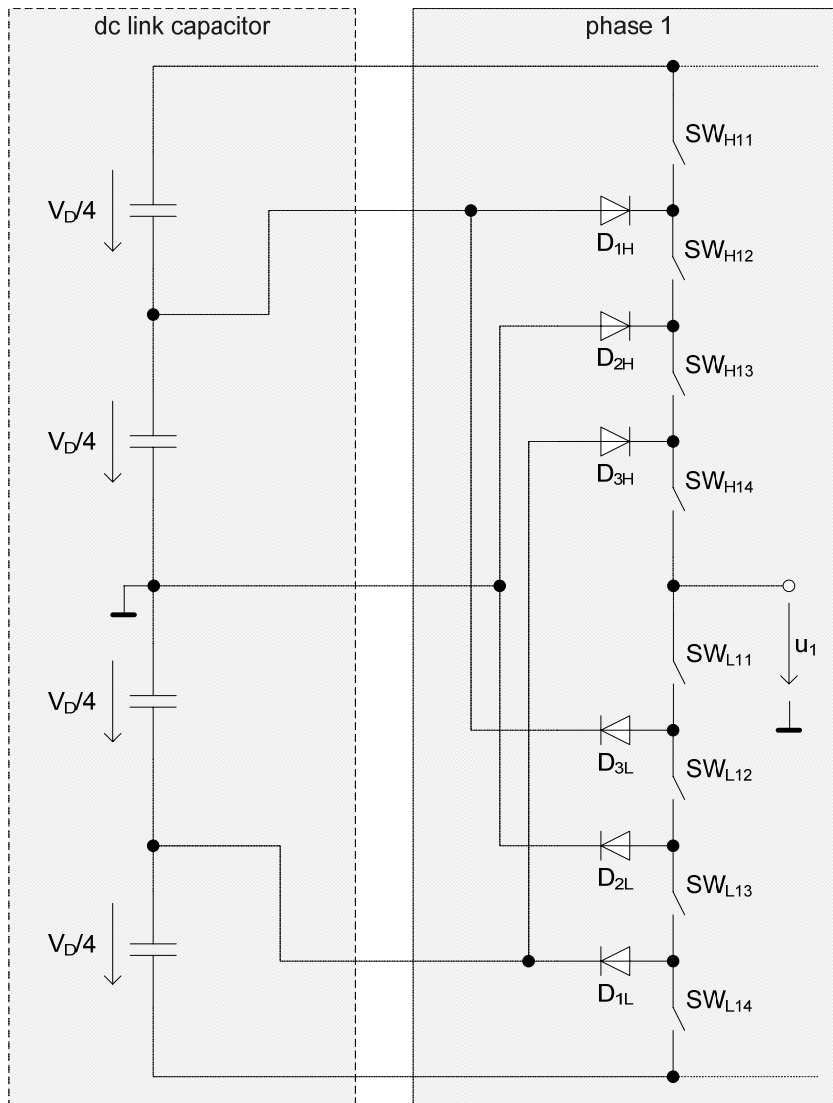 dc link capacitor
phase 1
SW_H11
V_D/4
D_1H
SW_H12
D_2H
SW_H13
V_D/4
D_3H
SW_H14
u_1
SW_L11
V_D/4
D_3L
SW_L12
D_2L
SW_L13
V_D/4
D_1L
SW_L14